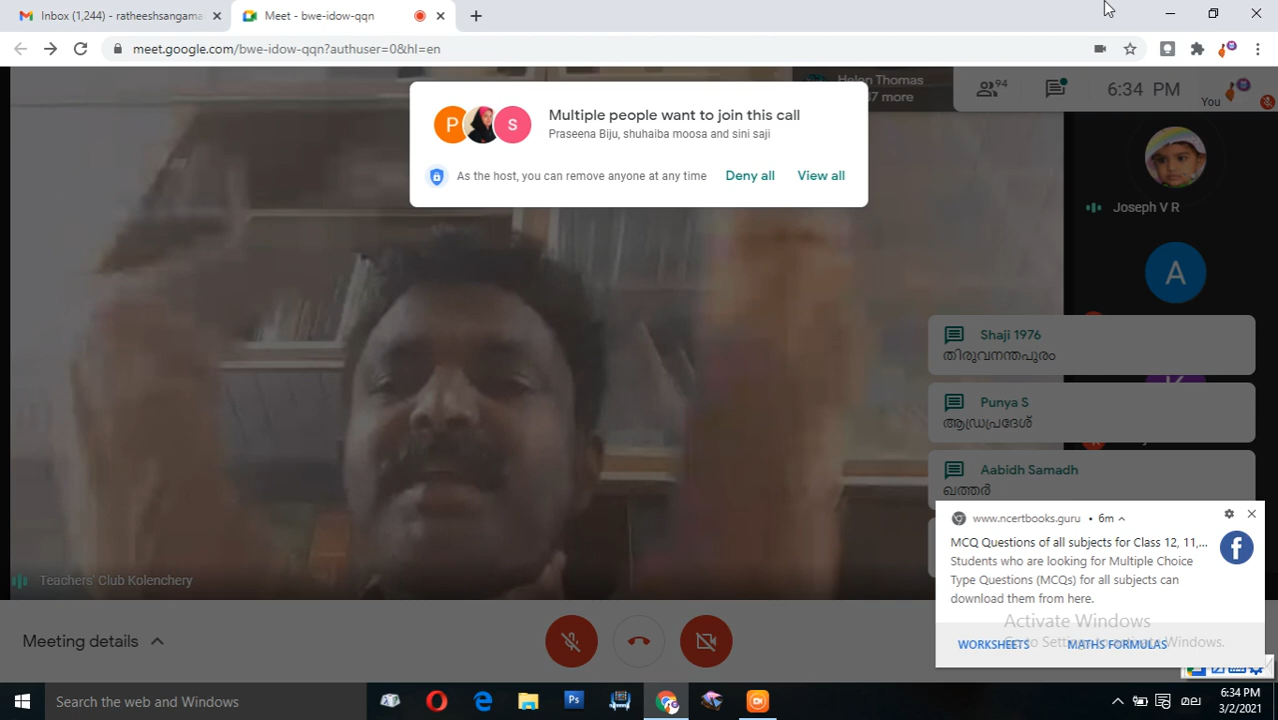 Inbox (1,244) - ratheeshsangama
Meet - bwe-idow-qqn
meet.google.com/bwe-idow-qqn?authuser=0&hl=en
Helen Thomas
94
6:34 PM
You
Multiple people want to join this call
P
S
Praseena Biju, shuhaiba moosa and sini saji
As the host, you can remove anyone at any time
Deny all
View all
Joseph V R
A
Shaji 1976
തിരുവനന്തപുരം
Punya S
ആഡ്രപ്രദേശ്
Aabidh Samadh
ഖത്തർ
www.ncertbooks.guru • 6m
MCQ Questions of all subjects for Class 12, 11,...
Students who are looking for Multiple Choice
Type Questions (MCQs) for all subjects can
download them from here.
Activate Windows
WORKSHEETS
MATHS FORMULAS
Teachers' Club Kolenchery
Meeting details
Search the web and Windows
Ps
6:34 PM
3/2/2021